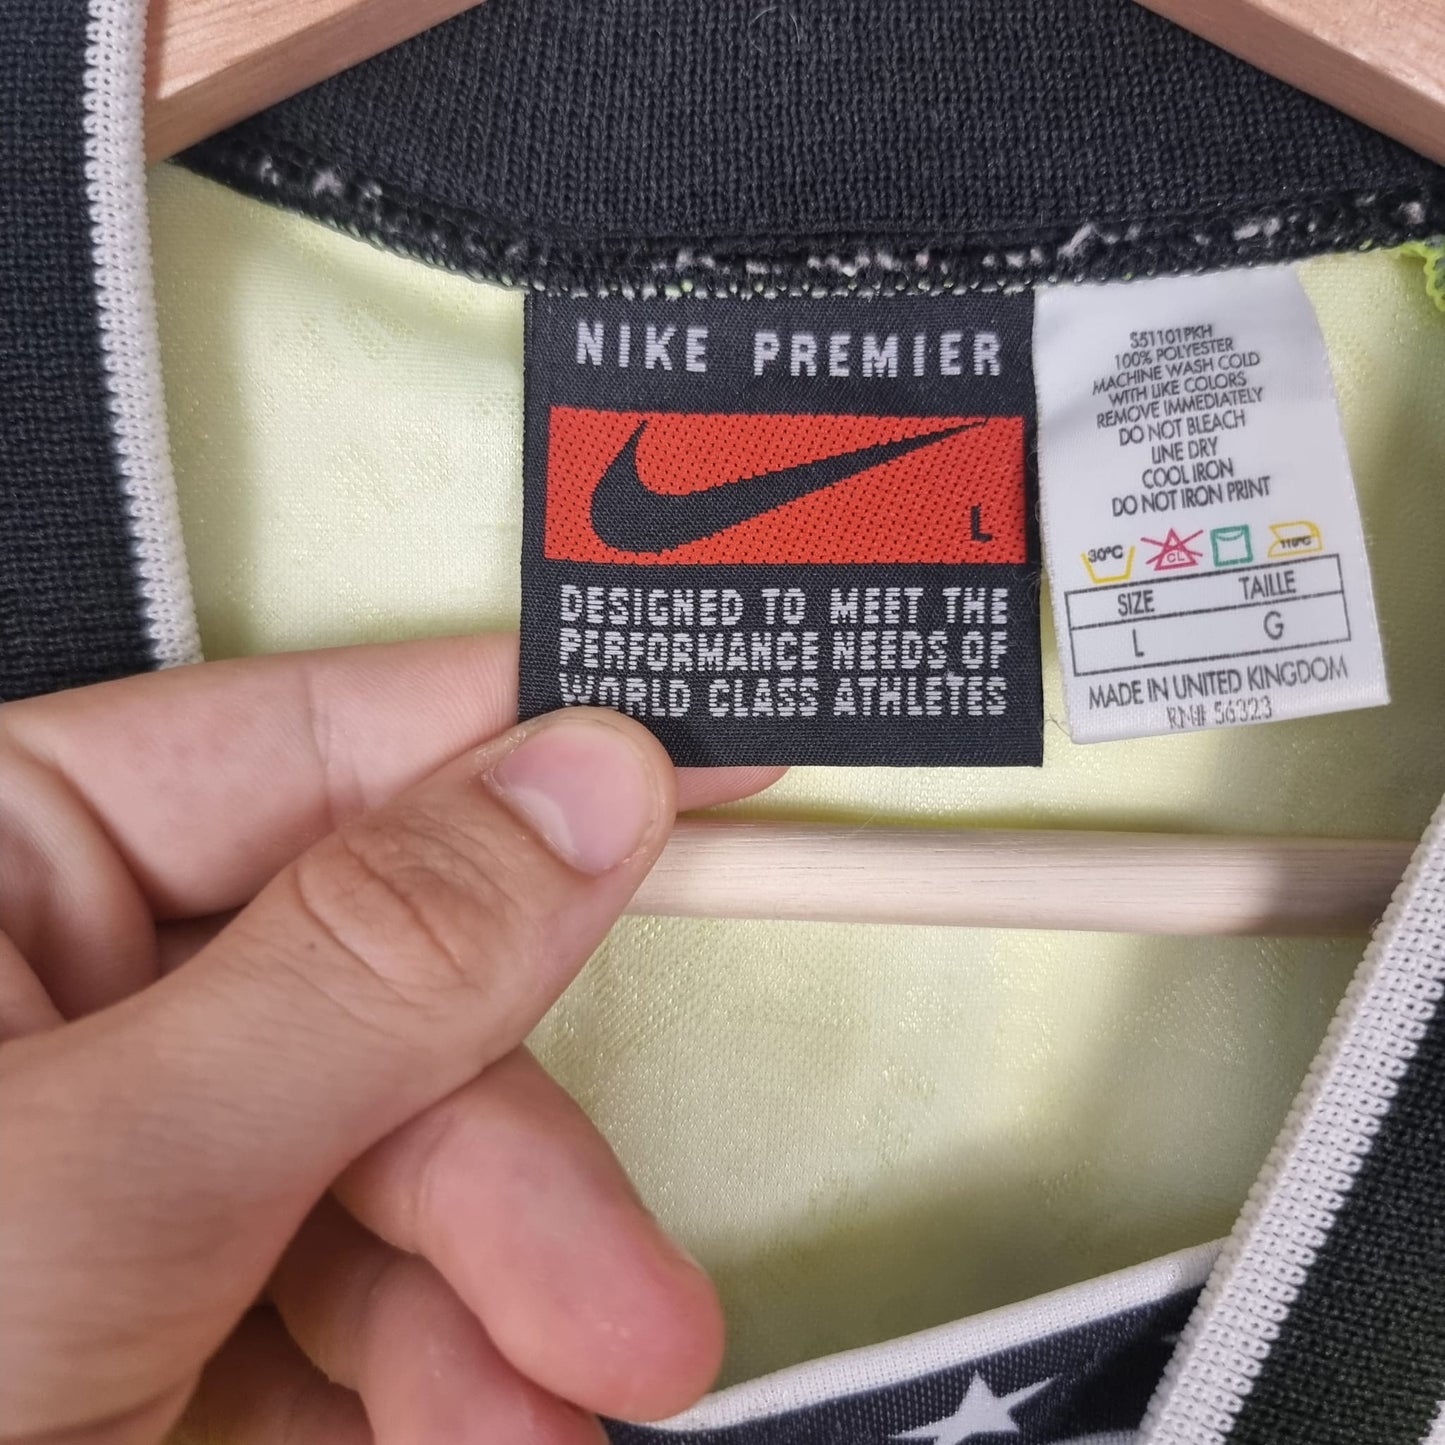 NIKE PREMIER
L
DESIGNED TO MEET THE
PERFORMANCE NEEDS OF
WORLD CLASS ATHLETES
S51101PKH
100% POLYESTER
MACHINE WASH COLD
WITH LIKE COLORS
REMOVE IMMEDIATELY
DO NOT BLEACH
LINE DRY
COOL IRON
DO NOT IRON PRINT
30°C CL 110°C
SIZE TAILLE
L G
MADE IN UNITED KINGDOM
56323